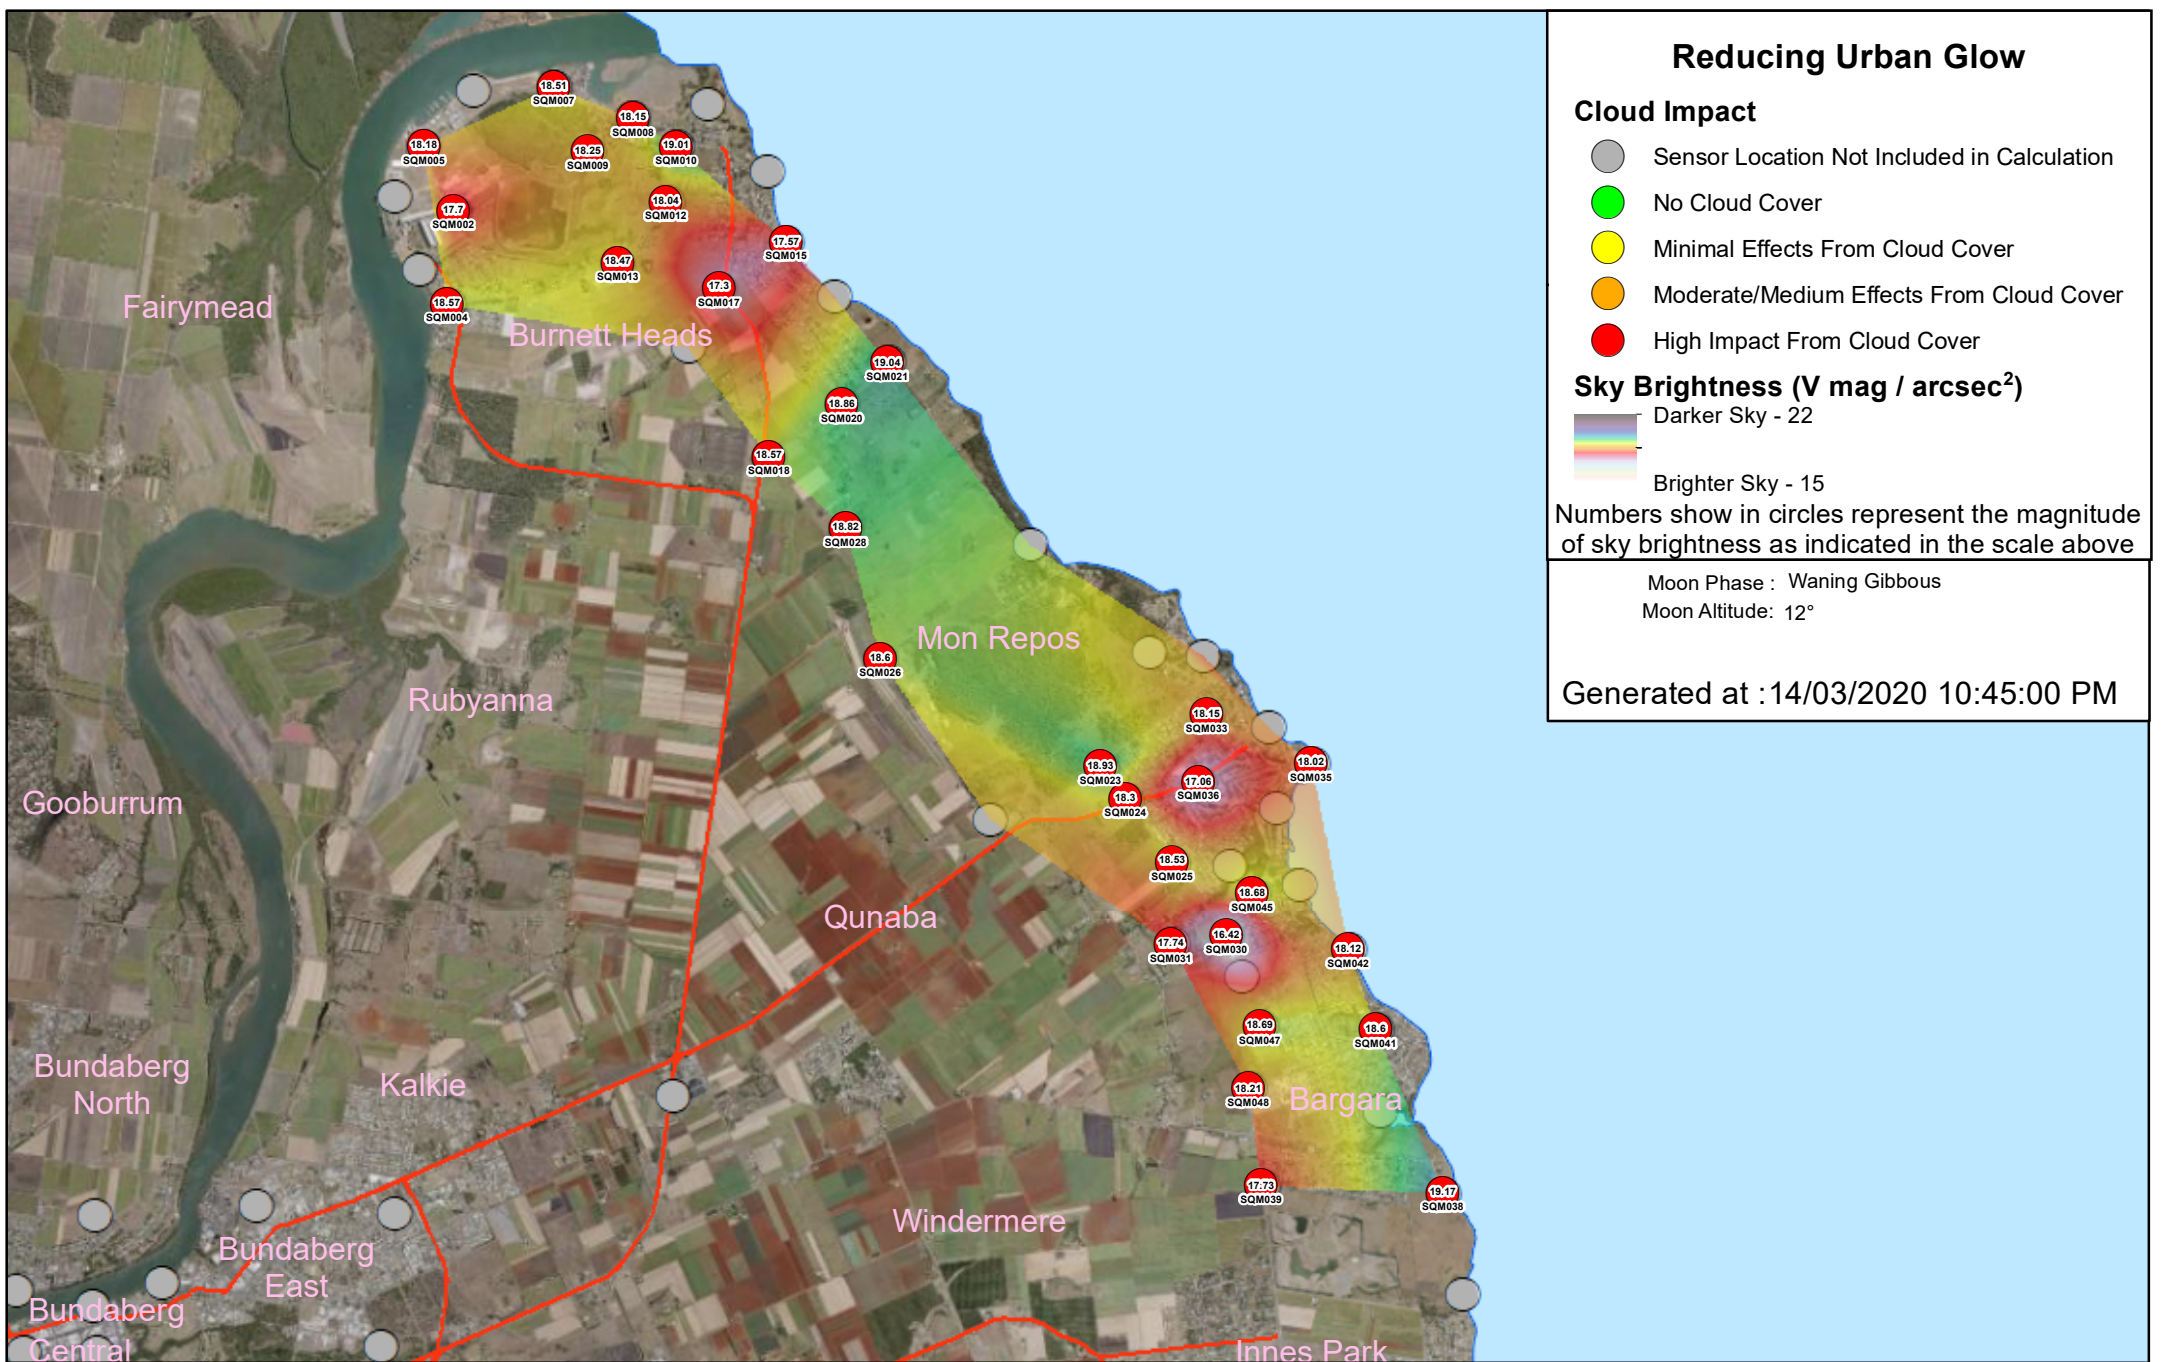 Reducing Urban Glow
Cloud Impact
Sensor Location Not Included in Calculation
No Cloud Cover
Minimal Effects From Cloud Cover
Moderate/Medium Effects From Cloud Cover
High Impact From Cloud Cover
Sky Brightness (V mag / arcsec²)
Darker Sky - 22
Brighter Sky - 15
Numbers show in circles represent the magnitude
of sky brightness as indicated in the scale above
Moon Phase : Waning Gibbous
Moon Altitude: 12°
Generated at :14/03/2020 10:45:00 PM
18.51
SQM007
18.15
SQM008
18.18
SQM005
18.25
SQM009
19.01
SQM010
17.7
SQM002
18.04
SQM012
17.57
SQM015
18.47
SQM013
17.3
SQM017
18.57
SQM004
Fairymead
Burnett Heads
19.04
SQM021
18.86
SQM020
18.57
SQM018
18.82
SQM028
Mon Repos
18.6
SQM026
Rubyanna
18.15
SQM033
18.02
SQM035
18.93
SQM023
17.06
SQM036
18.3
SQM024
Gooburrum
18.53
SQM025
18.68
SQM045
Qunaba
17.74
SQM031
16.42
SQM030
18.12
SQM042
18.69
SQM047
18.6
SQM041
Bundaberg
North
Kalkie
18.21
SQM048
Bargara
17.73
SQM039
19.17
SQM038
Windermere
Bundaberg
East
Bundaberg
Central
Innes Park